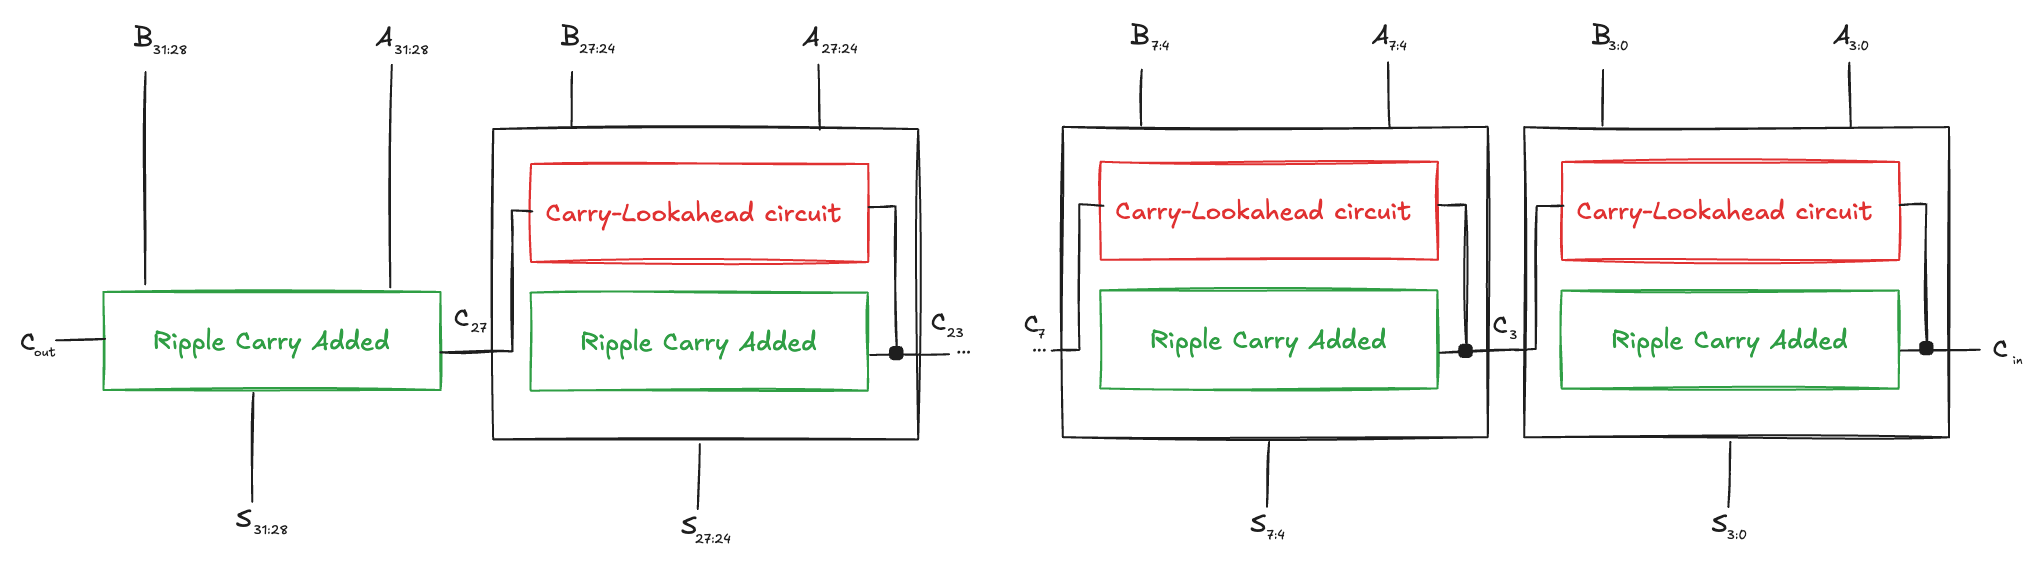 B31:28
A31:28
B27:24
A27:24
B7:4
A7:4
B3:0
A3:0
Carry-Lookahead circuit
Carry-Lookahead circuit
Carry-Lookahead circuit
C27
C23
C7
C3
Cout
Ripple Carry Added
Ripple Carry Added
...
...
Ripple Carry Added
Ripple Carry Added
Cin
S31:28
S27:24
S7:4
S3:0